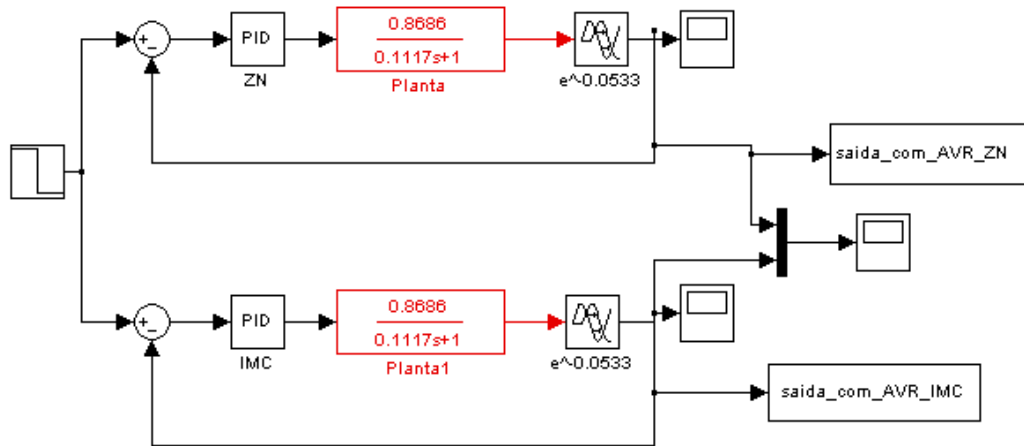 +
−
PID
ZN
0.8686
0.1117s+1
Planta
e^-0.0533
saida_com_AVR_ZN
+
−
PID
IMC
0.8686
0.1117s+1
Planta1
e^-0.0533
saida_com_AVR_IMC